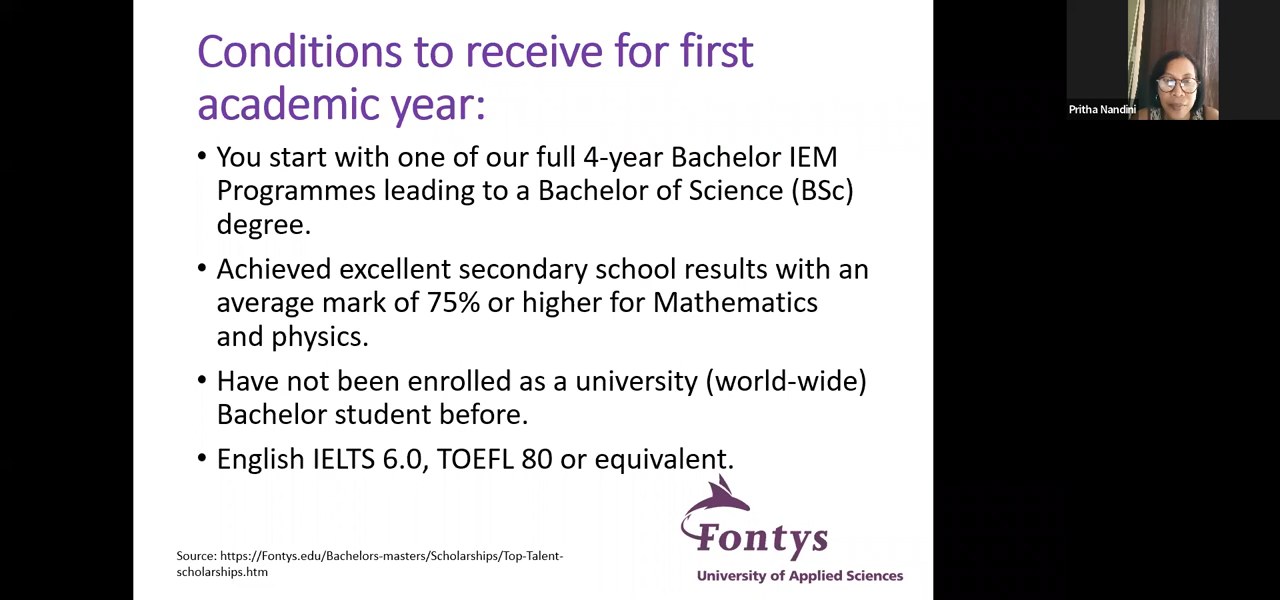 Conditions to receive for first
academic year:
• You start with one of our full 4-year Bachelor IEM
Programmes leading to a Bachelor of Science (BSc)
degree.
• Achieved excellent secondary school results with an
average mark of 75% or higher for Mathematics
and physics.
• Have not been enrolled as a university (world-wide)
Bachelor student before.
• English IELTS 6.0, TOEFL 80 or equivalent.
Source: https://Fontys.edu/Bachelors-masters/Scholarships/Top-Talent-
scholarships.htm
Fontys
University of Applied Sciences
Pritha Nandini